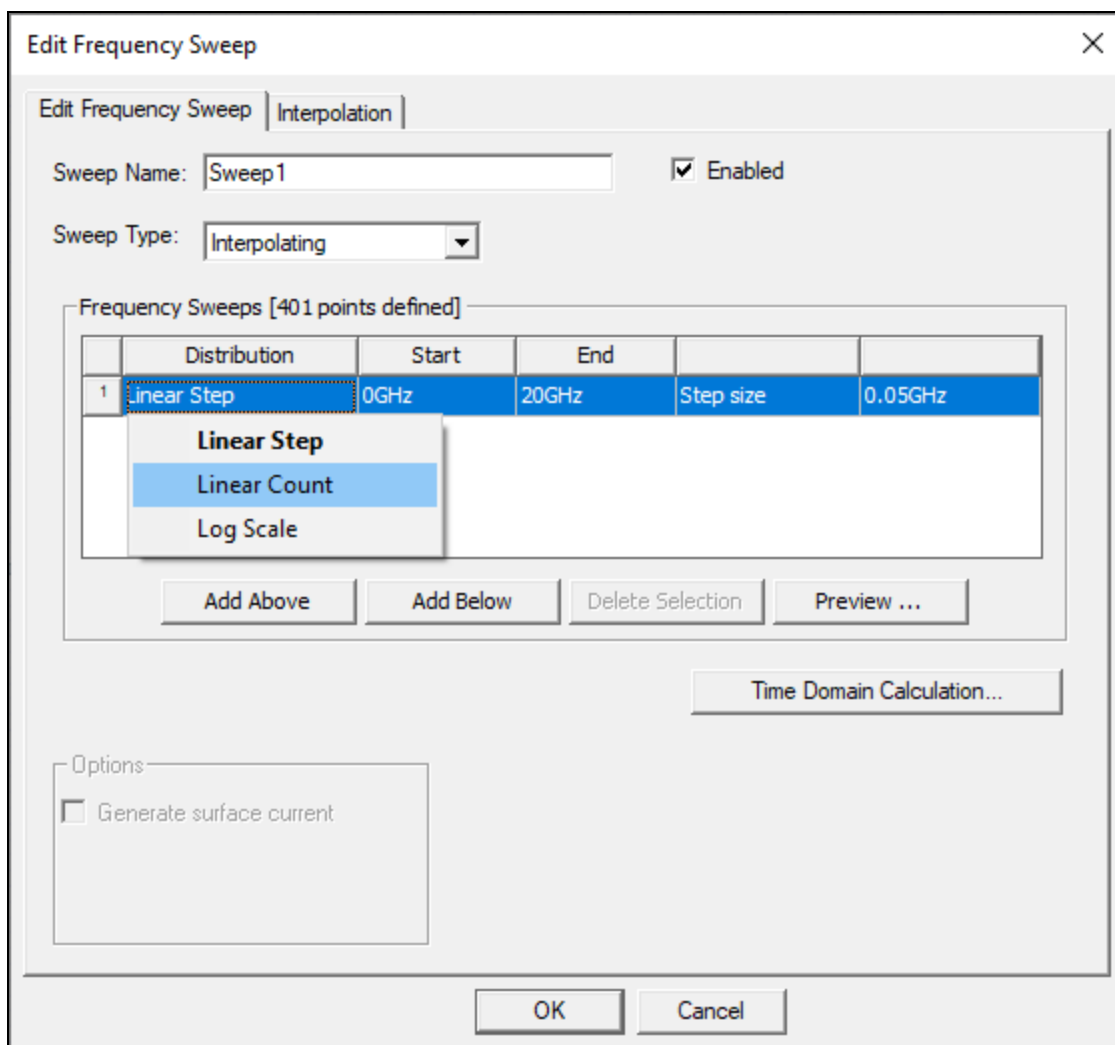 Edit Frequency Sweep
Edit Frequency Sweep Interpolation
Sweep Name: Sweep1 Enabled
Sweep Type: Interpolating
Frequency Sweeps [401 points defined]
Distribution Start End
1 Linear Step 0GHz 20GHz Step size 0.05GHz
Linear Step
Linear Count
Log Scale
Add Above Add Below Delete Selection Preview ...
Time Domain Calculation...
Options
Generate surface current
OK Cancel